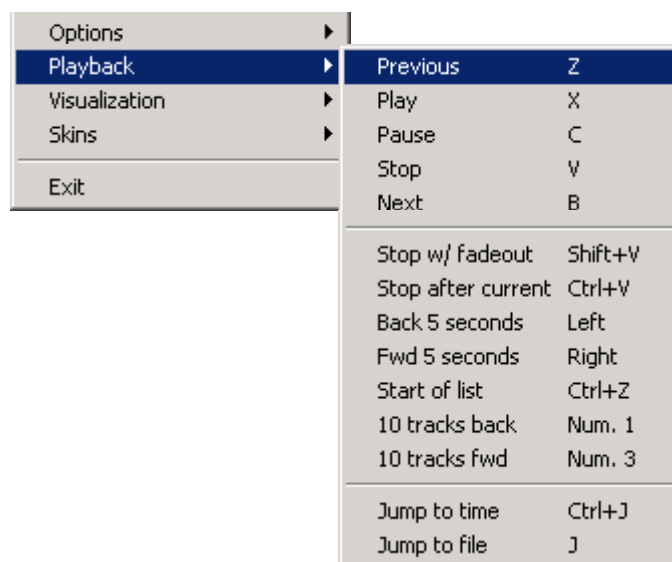 Options
Playback
Visualization
Skins
Exit
Previous Z
Play X
Pause C
Stop V
Next B
Stop w/ fadeout Shift+V
Stop after current Ctrl+V
Back 5 seconds Left
Fwd 5 seconds Right
Start of list Ctrl+Z
10 tracks back Num. 1
10 tracks fwd Num. 3
Jump to time Ctrl+J
Jump to file J